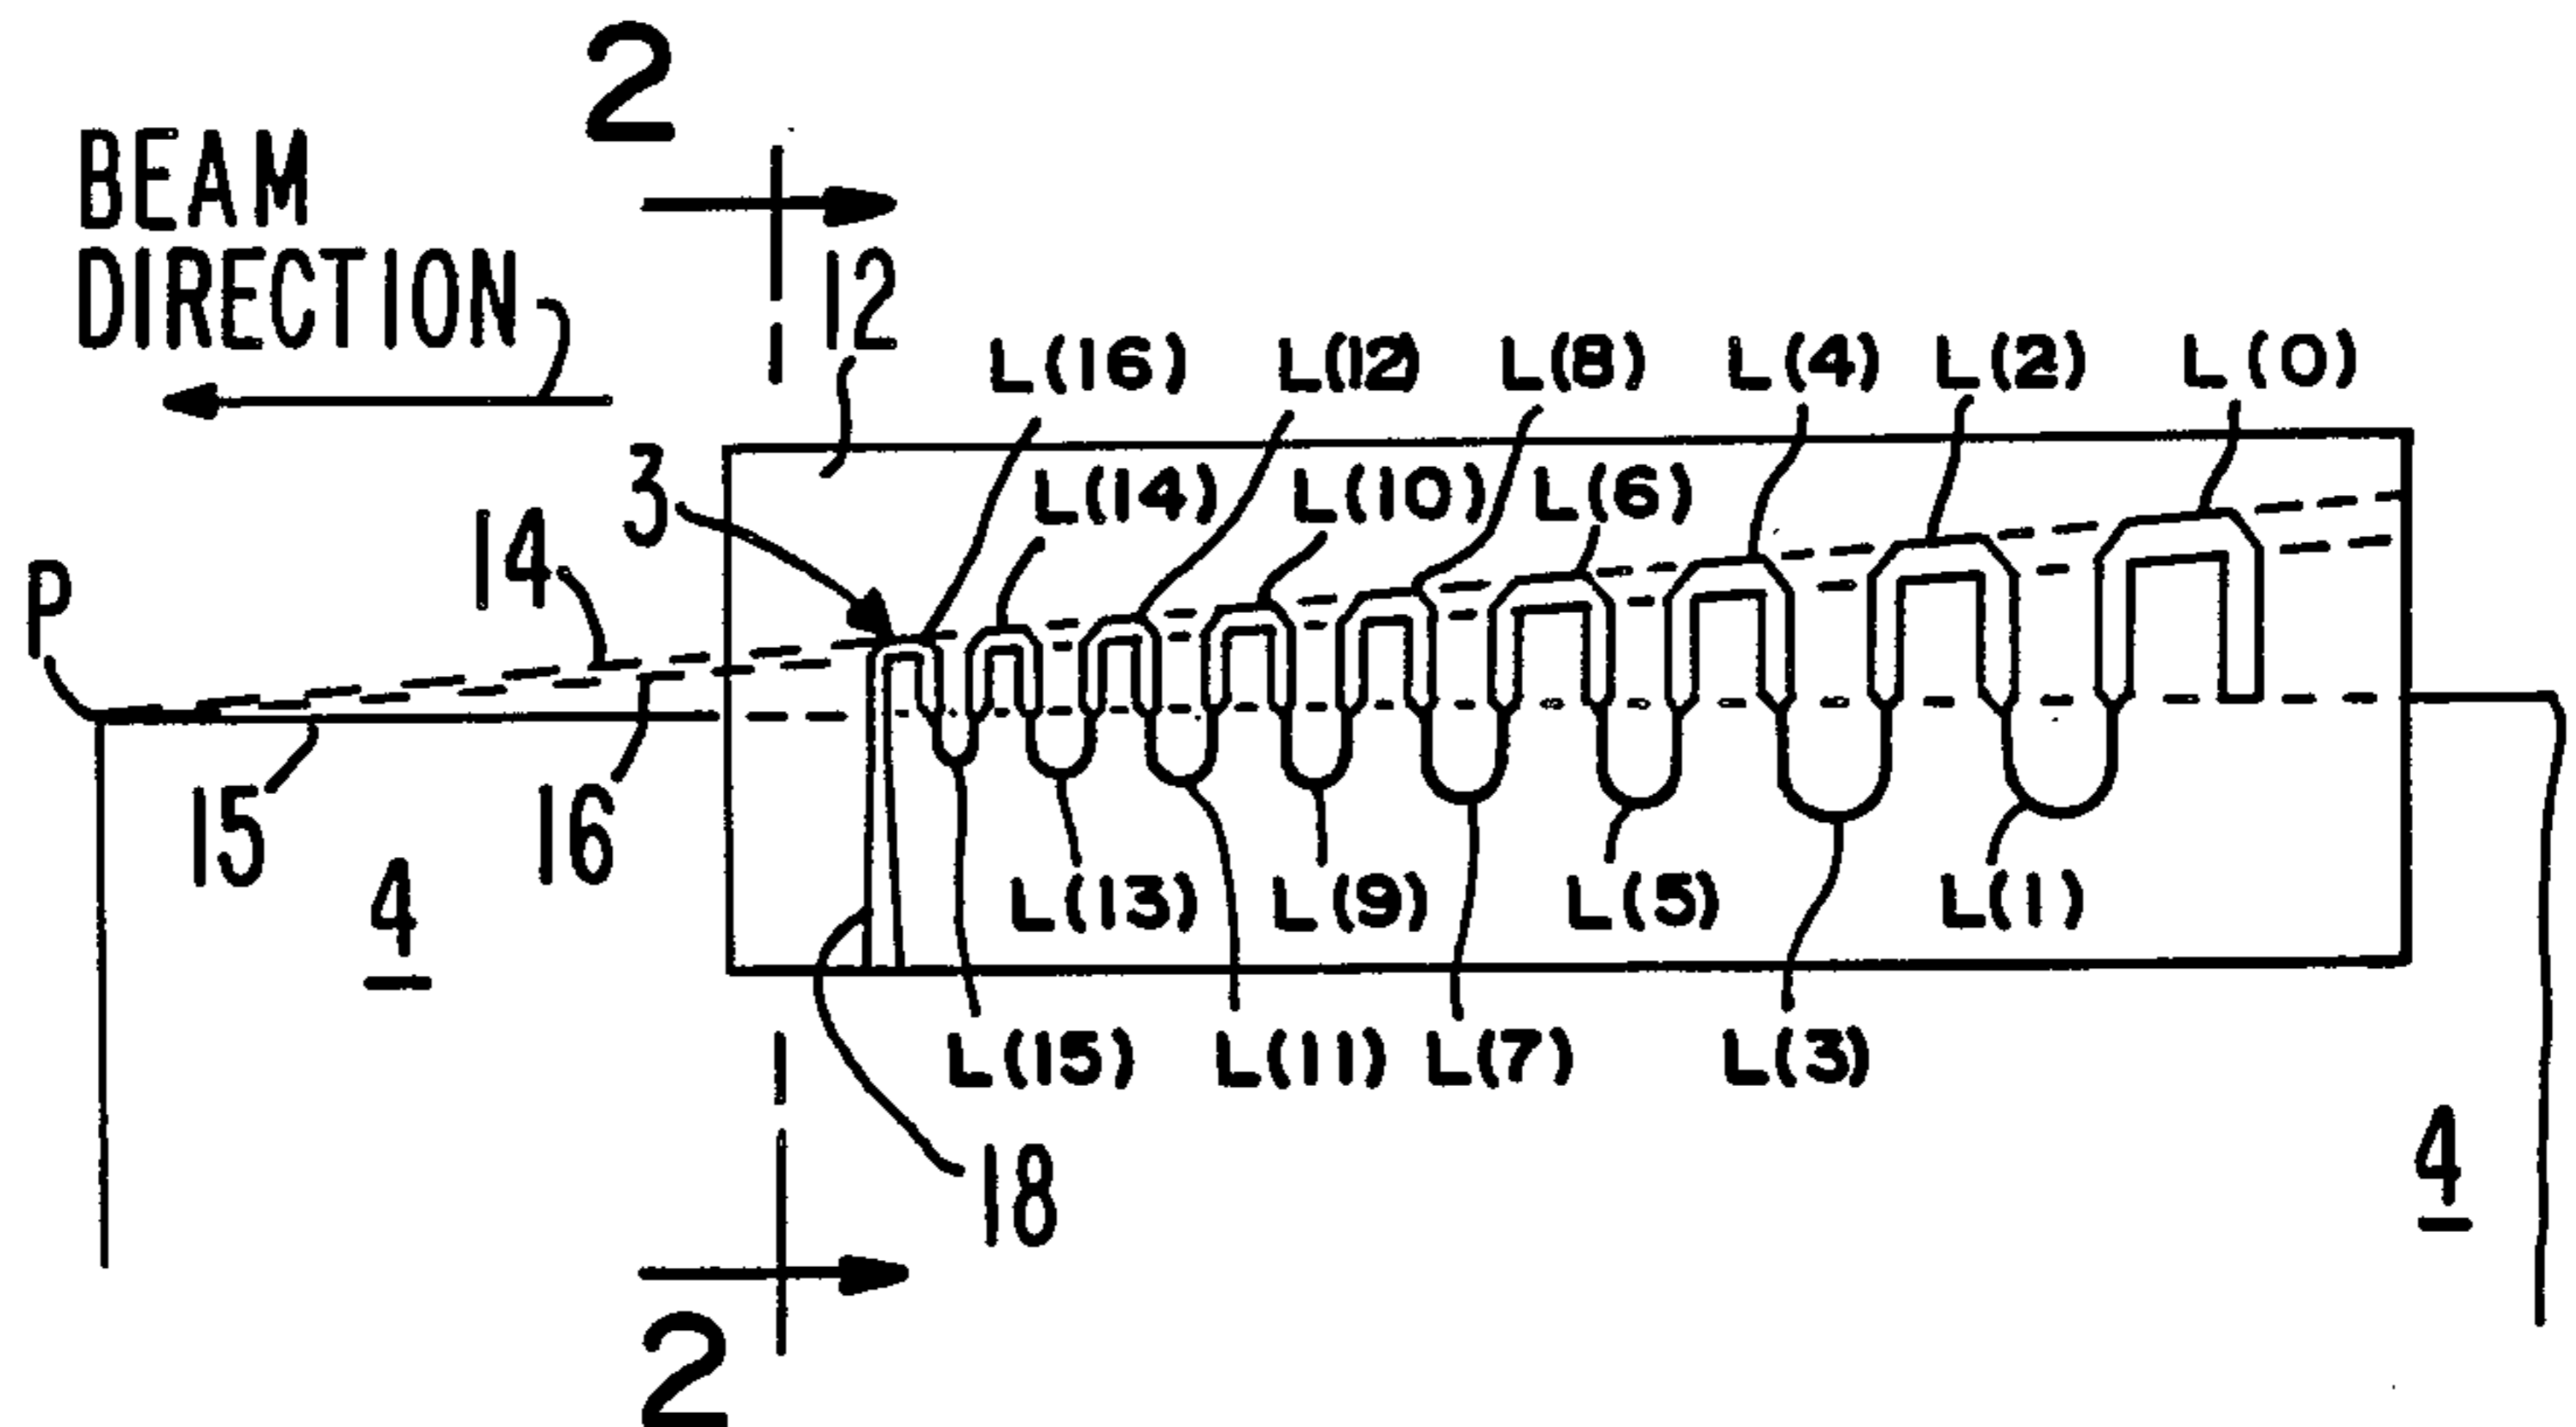 2
BEAM
DIRECTION
12
L(16) L(12) L(8) L(4) L(2) L(0)
3
L(14) L(10) L(6)
14
P
15
16
4
L(13) L(9) L(5) L(1)
L(15) L(11) L(7) L(3)
18
4
2